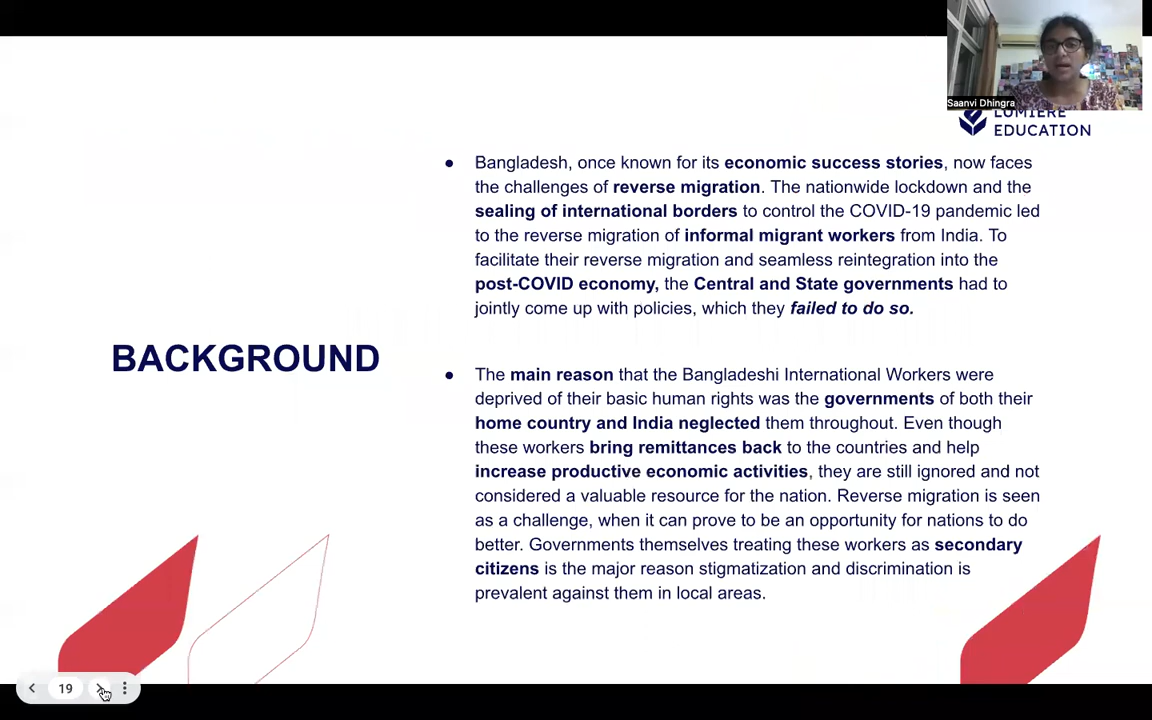 Saanvi Dhingra
LUMIERE
EDUCATION
BACKGROUND
● Bangladesh, once known for its economic success stories, now faces
the challenges of reverse migration. The nationwide lockdown and the
sealing of international borders to control the COVID-19 pandemic led
to the reverse migration of informal migrant workers from India. To
facilitate their reverse migration and seamless reintegration into the
post-COVID economy, the Central and State governments had to
jointly come up with policies, which they failed to do so.
● The main reason that the Bangladeshi International Workers were
deprived of their basic human rights was the governments of both their
home country and India neglected them throughout. Even though
these workers bring remittances back to the countries and help
increase productive economic activities, they are still ignored and not
considered a valuable resource for the nation. Reverse migration is seen
as a challenge, when it can prove to be an opportunity for nations to do
better. Governments themselves treating these workers as secondary
citizens is the major reason stigmatization and discrimination is
prevalent against them in local areas.
19